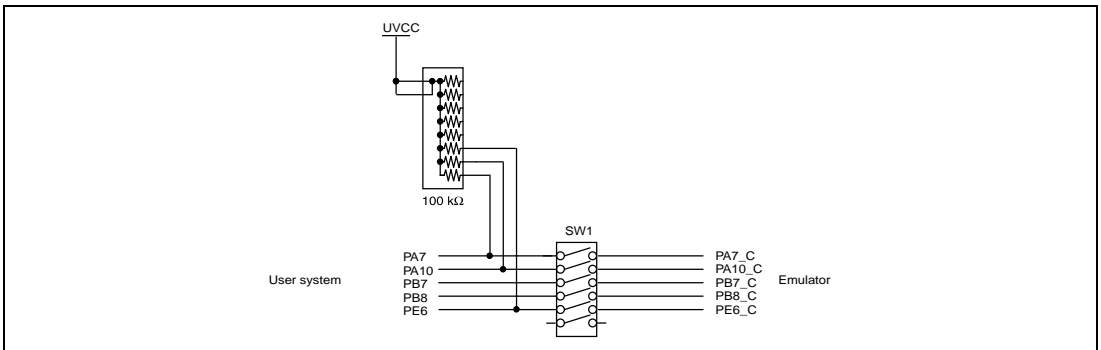 UVCC
100 kΩ
SW1
PA7
PA10
PB7
PB8
PE6
User system
PA7_C
PA10_C
PB7_C
PB8_C
PE6_C
Emulator